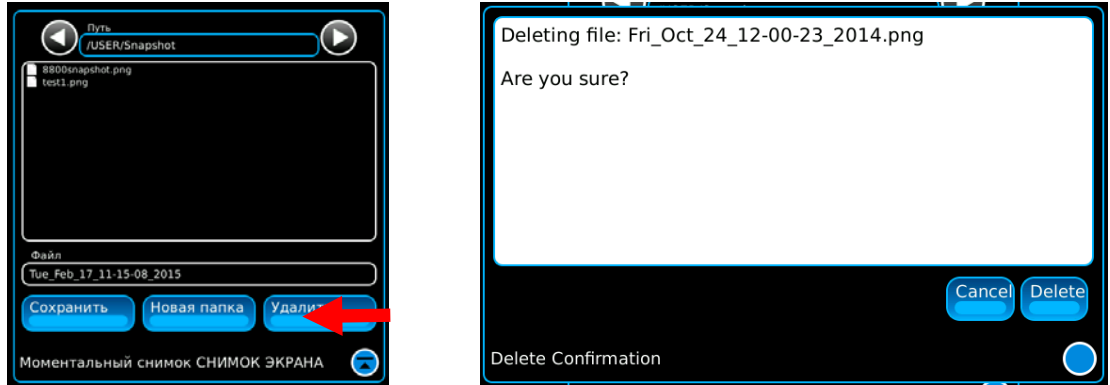 Путь
/USER/Snapshot
8800snapshot.png
test1.png
Файл
Tue_Feb_17_11-15-08_2015
Сохранить
Новая папка
Моментальный снимок СНИМОК ЭКРАНА
Deleting file: Fri_Oct_24_12-00-23_2014.png
Are you sure?
Cancel
Delete
Delete Confirmation